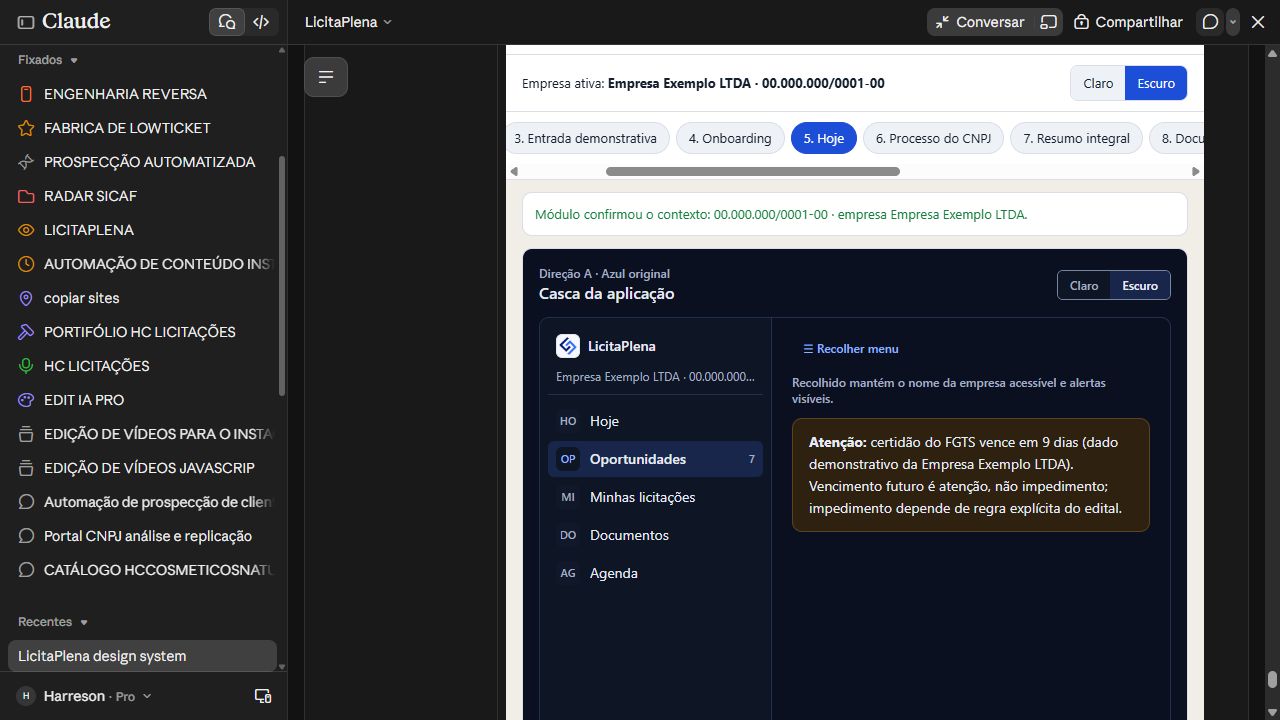 Claude
LicitaPlena
Conversar
Compartilhar
Fixados
ENGENHARIA REVERSA
FABRICA DE LOWTICKET
PROSPECÇÃO AUTOMATIZADA
RADAR SICAF
LICITAPLENA
AUTOMAÇÃO DE CONTEÚDO INST
copiar sites
PORTIFÓLIO HC LICITAÇÕES
HC LICITAÇÕES
EDIT IA PRO
EDIÇÃO DE VÍDEOS PARA O INSTA
EDIÇÃO DE VÍDEOS JAVASCRIP
Automação de prospecção de clien
Portal CNPJ análise e replicação
CATÁLOGO HCCOSMETICOSNATU
Recentes
LicitaPlena design system
H Harreson · Pro
Empresa ativa: Empresa Exemplo LTDA · 00.000.000/0001-00
Claro Escuro
3. Entrada demonstrativa 4. Onboarding 5. Hoje 6. Processo do CNPJ 7. Resumo integral 8. Docu
Módulo confirmou o contexto: 00.000.000/0001-00 · empresa Empresa Exemplo LTDA.
Direção A · Azul original
Casca da aplicação
Claro Escuro
LicitaPlena
Empresa Exemplo LTDA · 00.000.000...
HO Hoje
OP Oportunidades 7
MI Minhas licitações
DO Documentos
AG Agenda
☰ Recolher menu
Recolhido mantém o nome da empresa acessível e alertas
visíveis.
Atenção: certidão do FGTS vence em 9 dias (dado
demonstrativo da Empresa Exemplo LTDA).
Vencimento futuro é atenção, não impedimento;
impedimento depende de regra explícita do edital.